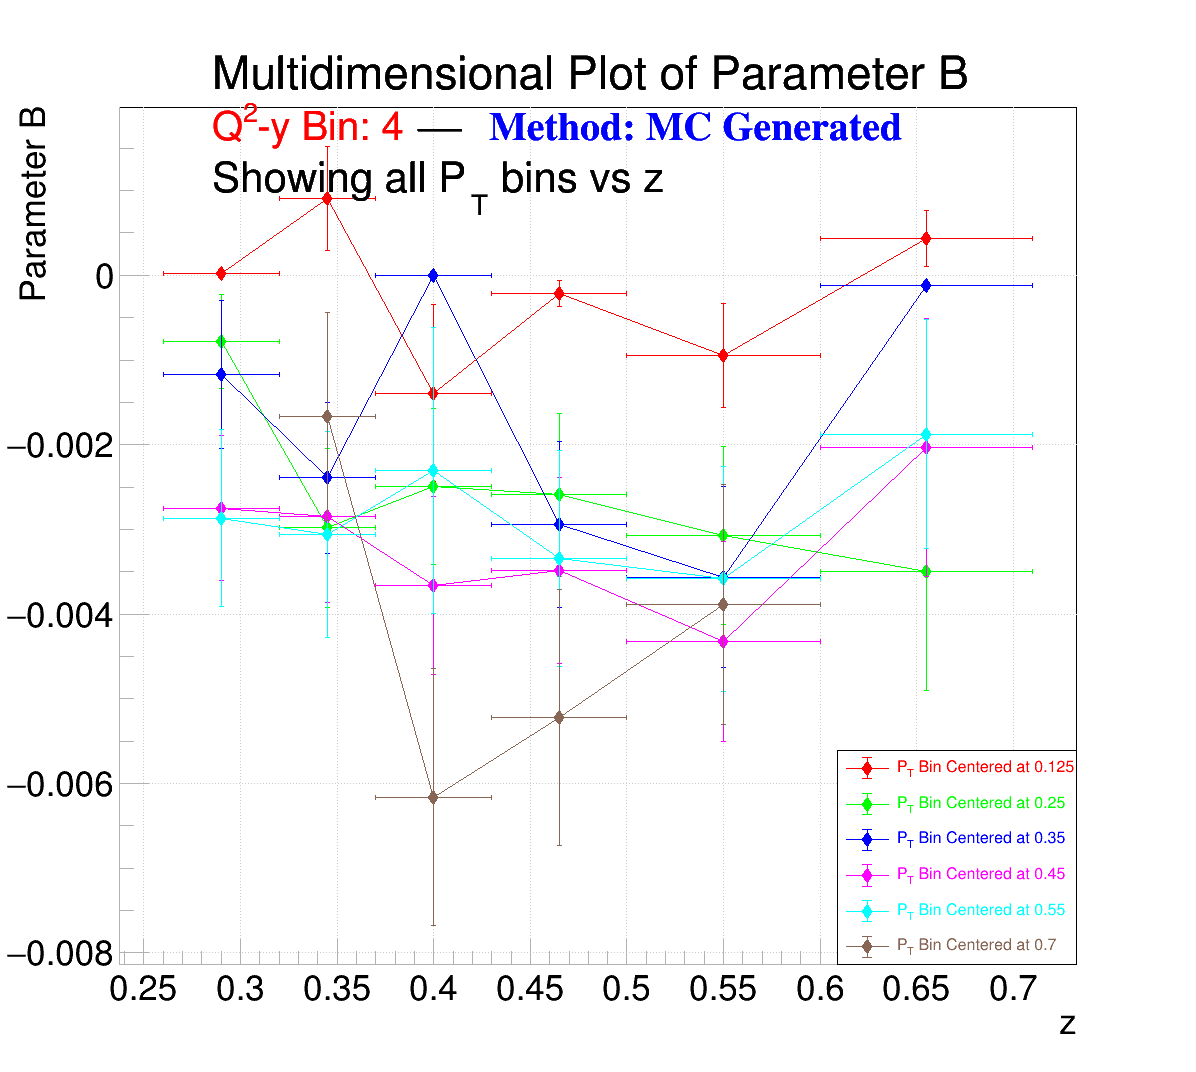 Multidimensional Plot of Parameter B
Q2-y Bin: 4 — Method: MC Generated
Showing all PT bins vs z
Parameter B
0
−0.002
−0.004
−0.006
−0.008
0.25 0.3 0.35 0.4 0.45 0.5 0.55 0.6 0.65 0.7
z
PT Bin Centered at 0.125
PT Bin Centered at 0.25
PT Bin Centered at 0.35
PT Bin Centered at 0.45
PT Bin Centered at 0.55
PT Bin Centered at 0.7